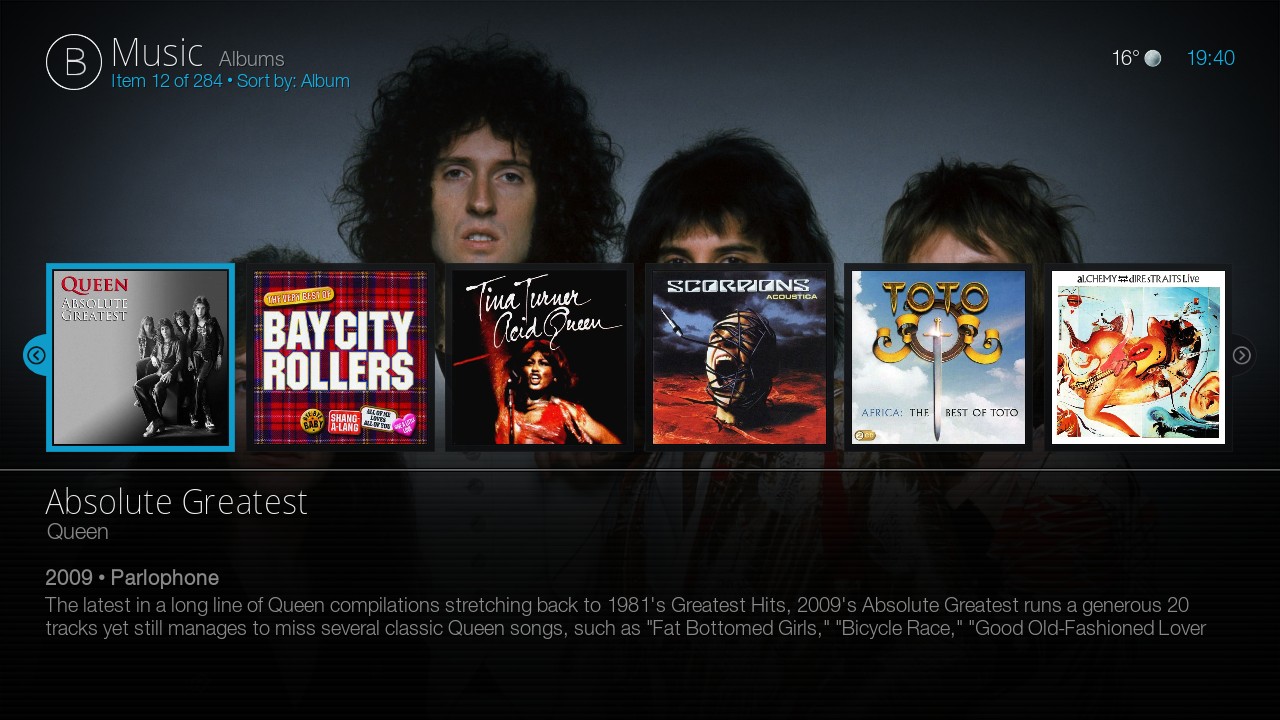 B Music Albums
Item 12 of 284 • Sort by: Album
16° 19:40
QUEEN
ABSOLUTE
GREATEST
THE VERY BEST OF
BAY CITY
ROLLERS
SHANG-
A-LANG
ALL OF ME
LOVES
ALL OF YOU
Tina Turner
Acid Queen
SCORPIONS
ACOUSTICA
TOTO
AFRICA: THE BEST OF TOTO
aLCHEMY dIRE STRAITS LIve
Absolute Greatest
Queen
2009 • Parlophone
The latest in a long line of Queen compilations stretching back to 1981's Greatest Hits, 2009's Absolute Greatest runs a generous 20
tracks yet still manages to miss several classic Queen songs, such as "Fat Bottomed Girls," "Bicycle Race," "Good Old-Fashioned Lover